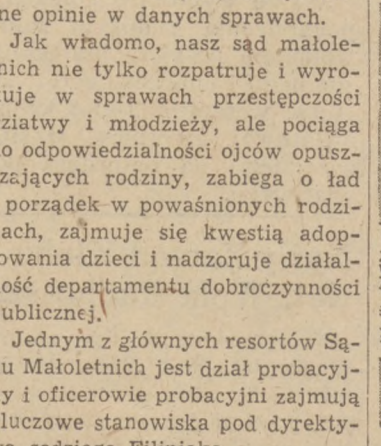 ne opinie w danych sprawach.
Jak wiadomo, nasz sąd małole-
nich nie tylko rozpatruje i wyro-
uje w sprawach przestępczości
ziatwy i młodzieży, ale pociąga
o odpowiedzialności ojców opusz-
zających rodziny, zabiega o ład
porządek w powaśnionych rodzi-
ach, zajmuje się kwestią adop-
owania dzieci i nadzoruje działal-
ość departamentu dobroczynności
ublicznej.
Jednym z głównych resortów Są-
u Małoletnich jest dział probacyj-
y i oficerowie probacyjni zajmują
luczowe stanowiska pod dyrekty-